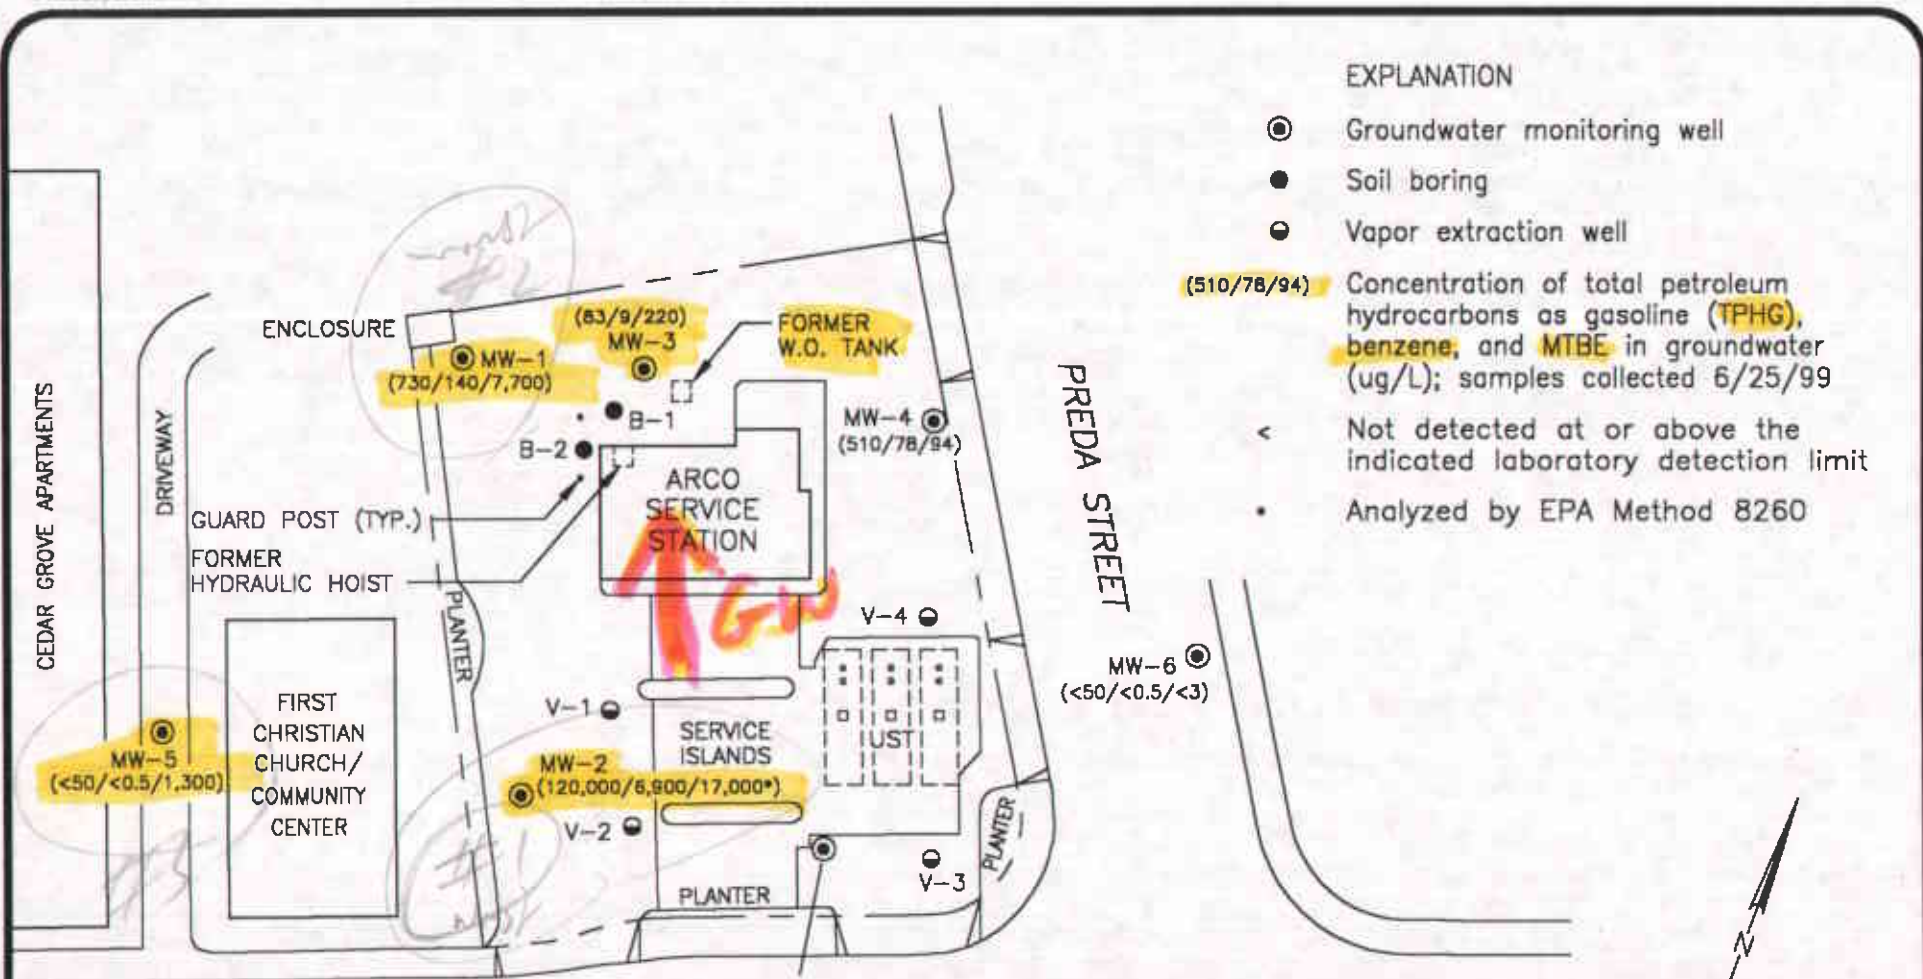 EXPLANATION
Groundwater monitoring well
Soil boring
Vapor extraction well
(510/78/94) Concentration of total petroleum
hydrocarbons as gasoline (TPHG),
benzene, and MTBE in groundwater
(ug/L); samples collected 6/25/99
< Not detected at or above the
indicated laboratory detection limit
• Analyzed by EPA Method 8260
#2
ENCLOSURE
(83/9/220)
MW-3
FORMER
W.O. TANK
MW-1
(730/140/7,700)
B-1
B-2
MW-4
(510/78/94)
CEDAR GROVE APARTMENTS
DRIVEWAY
PREDA STREET
ARCO
SERVICE
STATION
GUARD POST (TYP.)
FORMER
HYDRAULIC HOIST
GW
PLANTER
V-4
MW-6
(<50/<0.5/<3)
FIRST
CHRISTIAN
CHURCH/
COMMUNITY
CENTER
V-1
SERVICE
ISLANDS
UST
MW-5
(<50/<0.5/1,300)
MW-2
(120,000/6,900/17,000*)
V-2
#3
#1
V-3
PLANTER
PLANTER
N